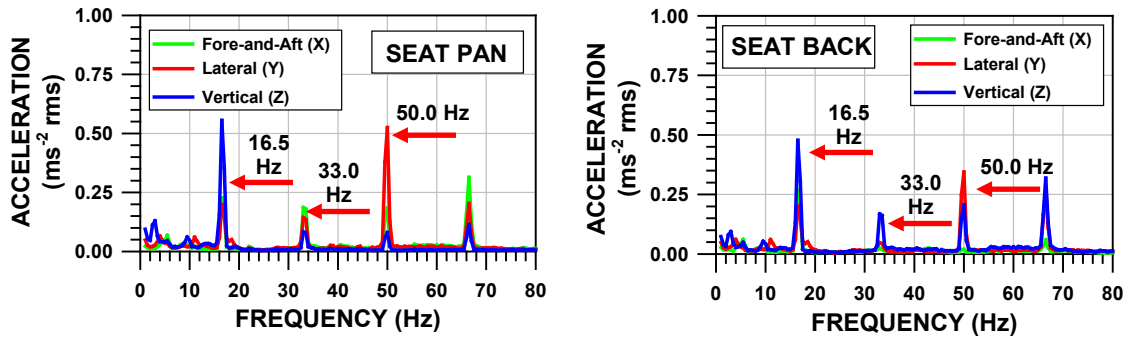 ACCELERATION
(ms⁻² rms)
1.00
0.75
0.50
0.25
0.00
Fore-and-Aft (X)
Lateral (Y)
Vertical (Z)
SEAT PAN
16.5
Hz
33.0
Hz
50.0 Hz
0 10 20 30 40 50 60 70 80
FREQUENCY (Hz)
ACCELERATION
(ms⁻² rms)
1.00
0.75
0.50
0.25
0.00
SEAT BACK
Fore-and-Aft (X)
Lateral (Y)
Vertical (Z)
16.5
Hz
33.0
Hz
50.0 Hz
0 10 20 30 40 50 60 70 80
FREQUENCY (Hz)